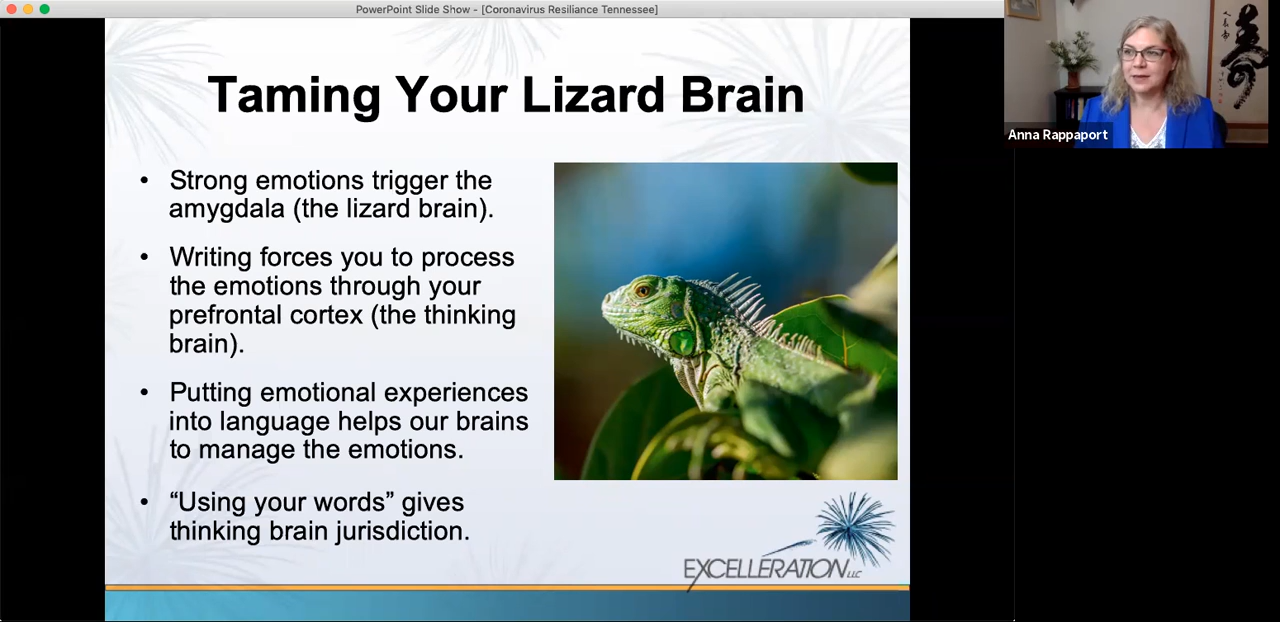 PowerPoint Slide Show - [Coronavirus Resiliance Tennessee]
Taming Your Lizard Brain
• Strong emotions trigger the
amygdala (the lizard brain).
• Writing forces you to process
the emotions through your
prefrontal cortex (the thinking
brain).
• Putting emotional experiences
into language helps our brains
to manage the emotions.
• “Using your words” gives
thinking brain jurisdiction.
EXCELLERATION LLC
Anna Rappaport